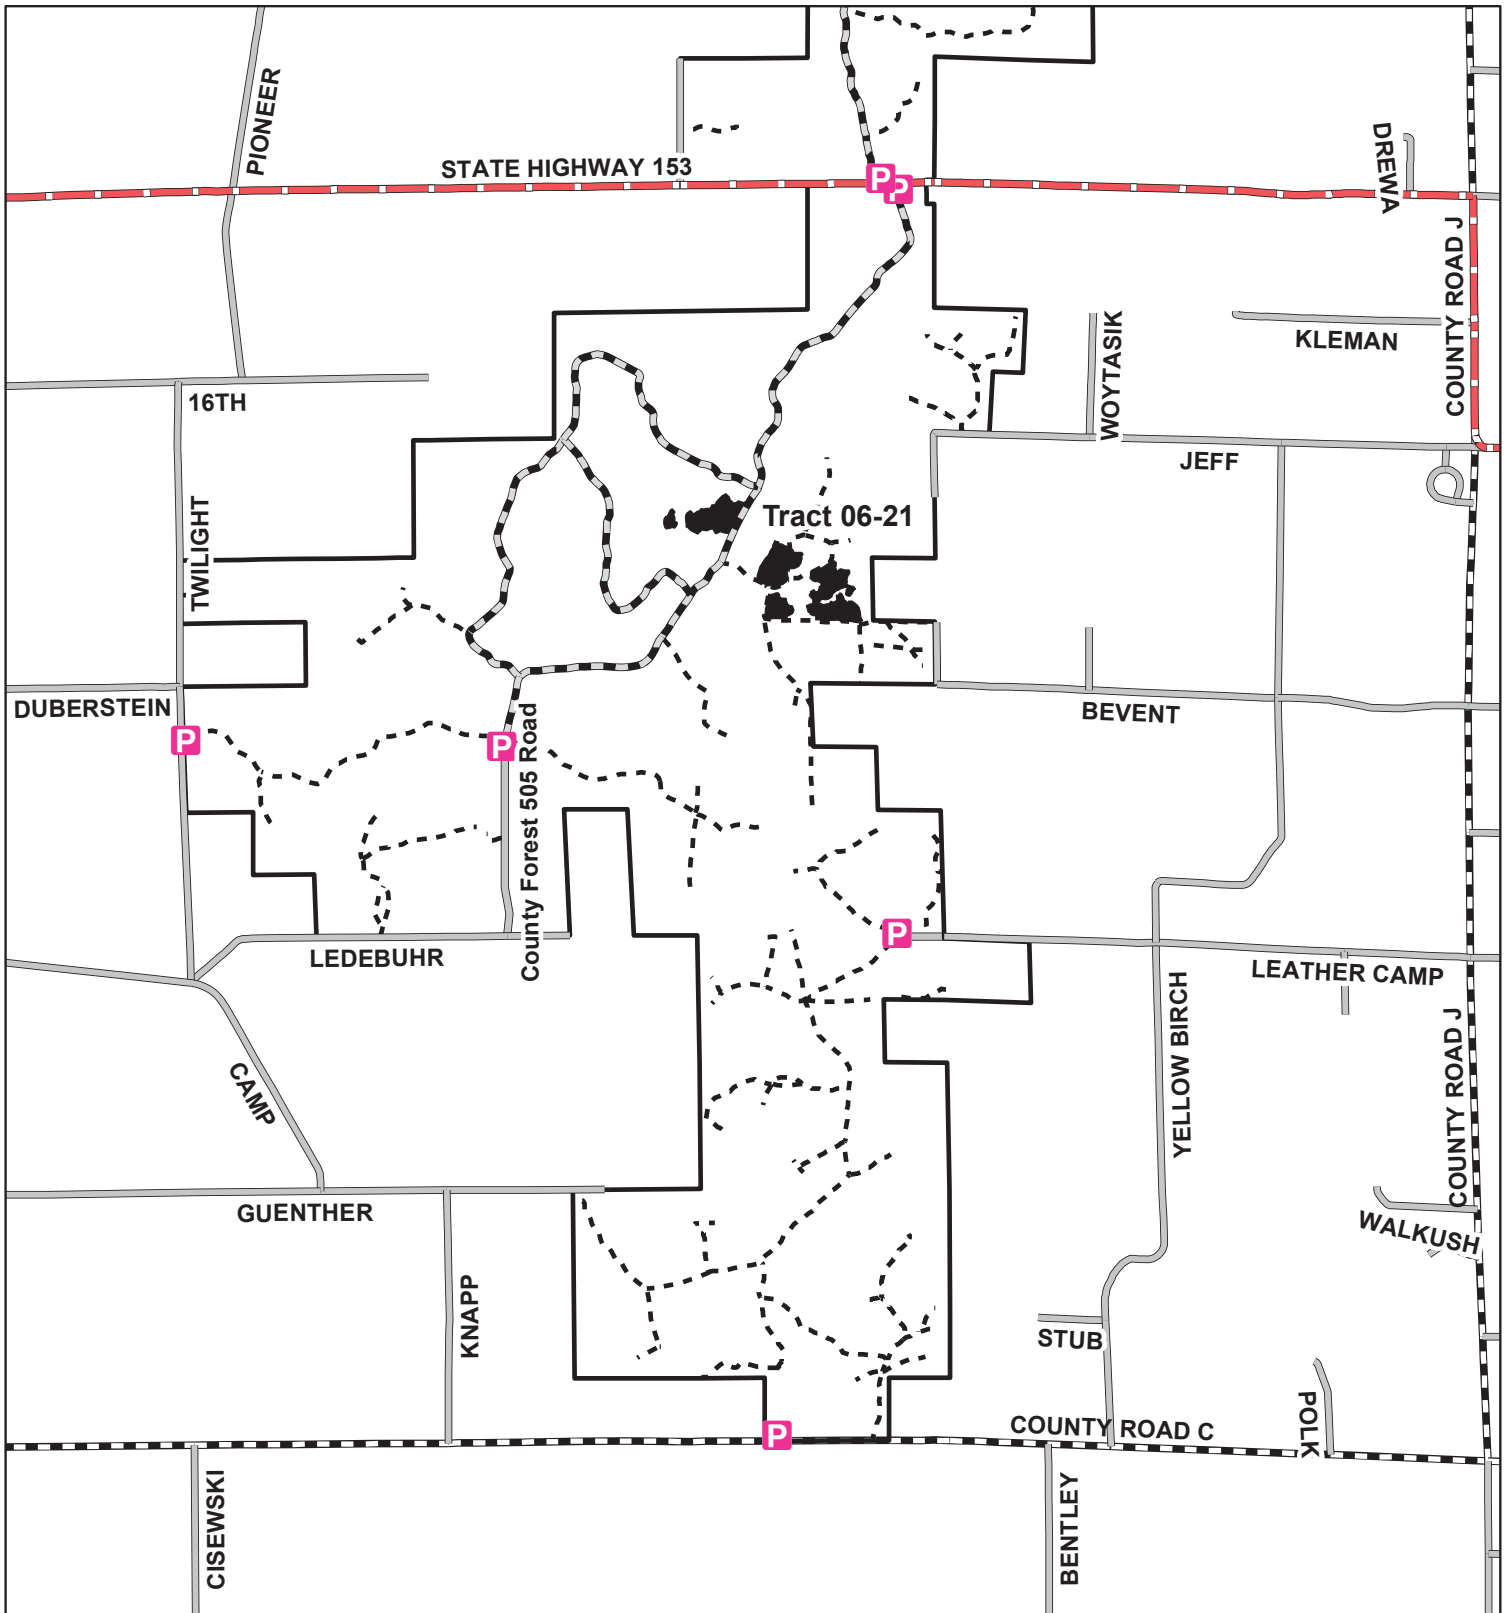 PIONEER
STATE HIGHWAY 153
DREWA
P
P
COUNTY ROAD J
KLEMAN
WOYTASIK
16TH
JEFF
TWILIGHT
Tract 06-21
DUBERSTEIN
BEVENT
P
P
County Forest 505 Road
P
LEDEBUHR
LEATHER CAMP
YELLOW BIRCH
COUNTY ROAD J
CAMP
GUENTHER
WALKUSH
KNAPP
STUB
POLK
P
COUNTY ROAD C
CISEWSKI
BENTLEY